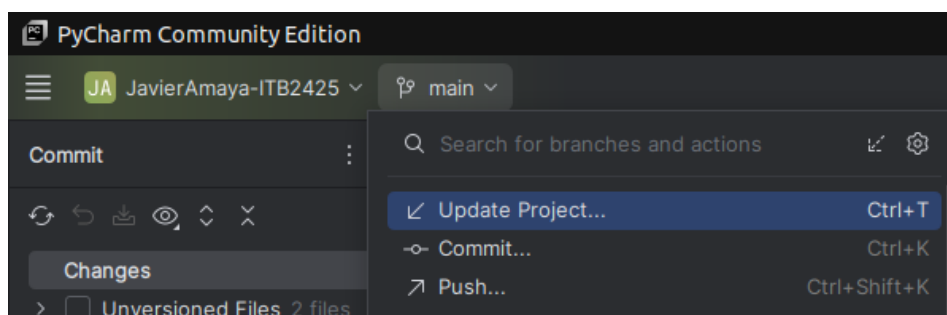 PC PyCharm Community Edition
JA JavierAmaya-ITB2425 main
Commit
Search for branches and actions
Update Project... Ctrl+T
Commit... Ctrl+K
Push... Ctrl+Shift+K
Changes
Unversioned Files 2 files